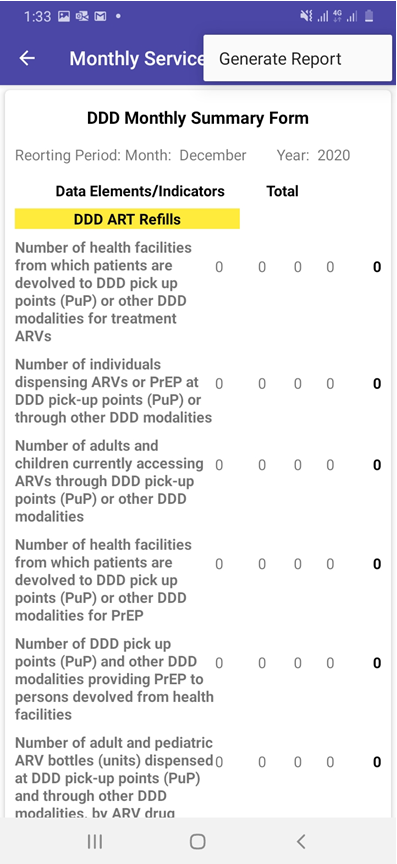 1:33
4G
Monthly Service
Generate Report
DDD Monthly Summary Form
Reorting Period: Month: December Year: 2020
Data Elements/Indicators Total
DDD ART Refills
Number of health facilities
from which patients are 0 0 0 0 0
devolved to DDD pick up
points (PuP) or other DDD
modalities for treatment
ARVs
Number of individuals
dispensing ARVs or PrEP at 0 0 0 0 0
DDD pick-up points (PuP) or
through other DDD modalities
Number of adults and
children currently accessing 0 0 0 0 0
ARVs through DDD pick-up
points (PuP) or other DDD
modalities
Number of health facilities
from which patients are 0 0 0 0 0
devolved to DDD pick up
points (PuP) or other DDD
modalities for PrEP
Number of DDD pick up
points (PuP) and other DDD 0 0 0 0 0
modalities providing PrEP to
persons devolved from health
facilities
Number of adult and pediatric
ARV bottles (units) dispensed 0 0 0 0 0
at DDD pick-up points (PuP)
and through other DDD
modalities, by ARV drug